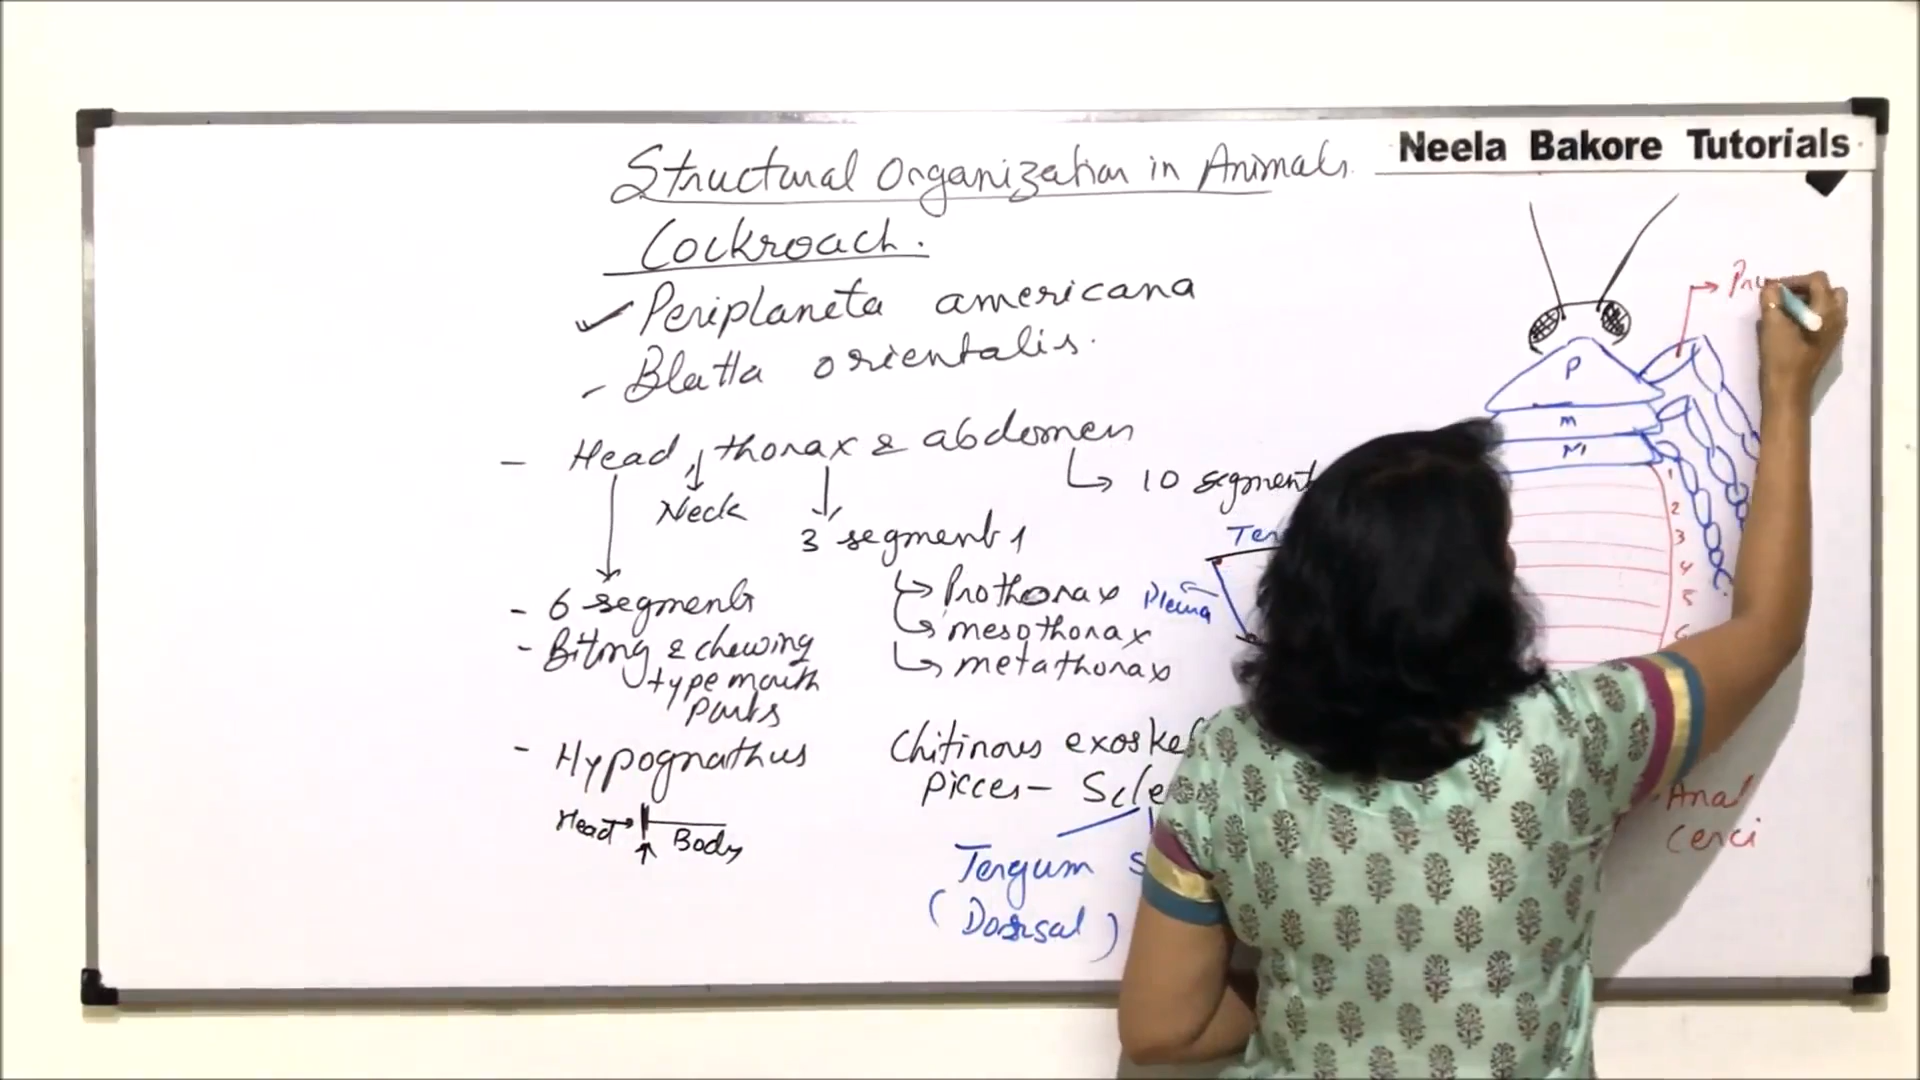 Neela Bakore Tutorials
Structural Organization in Animals.
Cockroach.
✓ Periplaneta americana
- Blatta orientalis.
- Head, thorax & abdomen
Neck
10 segment
3 segments
- 6 segments
- Biting & chewing
type mouth
parts
- Hypognathus
Head → Body
Prothorax
mesothorax
metathorax
Pleura
Chitinous exoskel
pieces - Scle
Tergum S
(Dorsal)
P
m
M
1
2
3
4
5
6
Anal
cerci